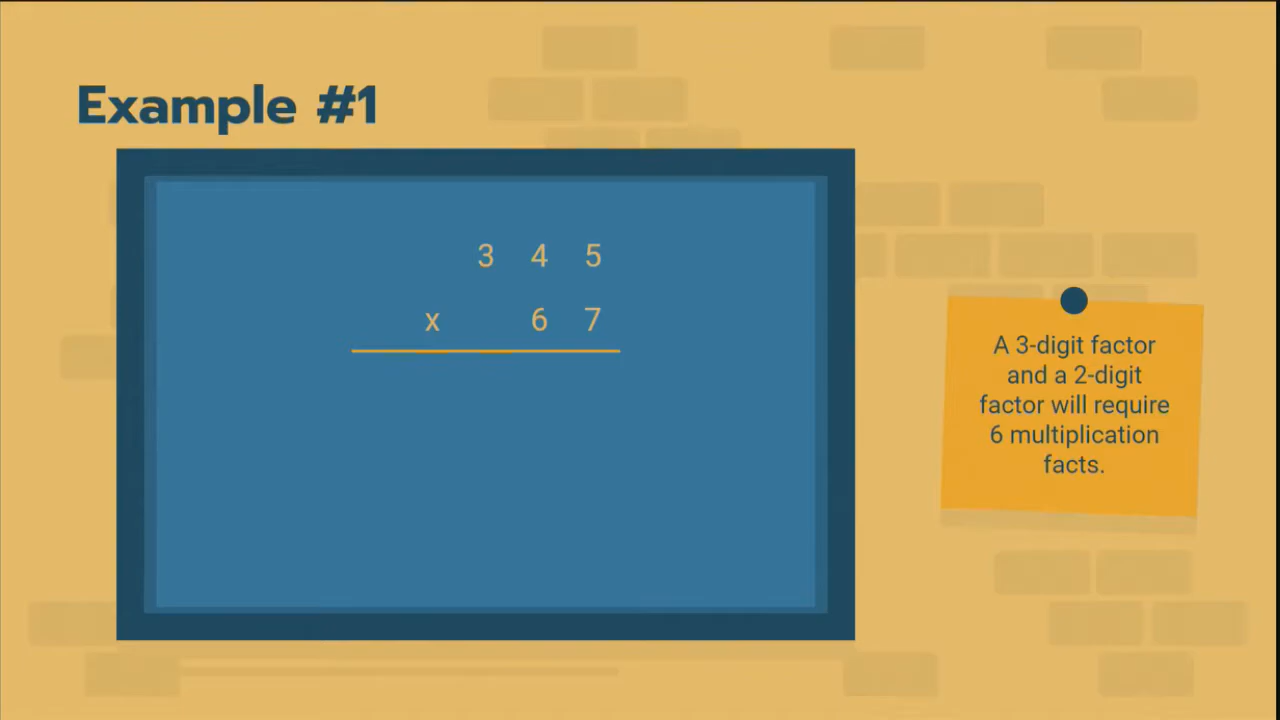 Example #1
3 4 5
x 6 7
A 3-digit factor
and a 2-digit
factor will require
6 multiplication
facts.